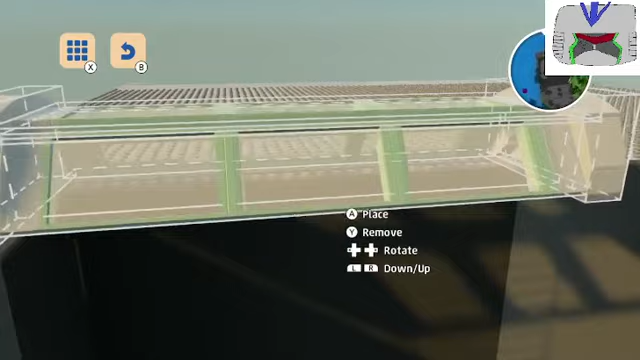 X
B
A Place
Y Remove
Rotate
L R Down/Up